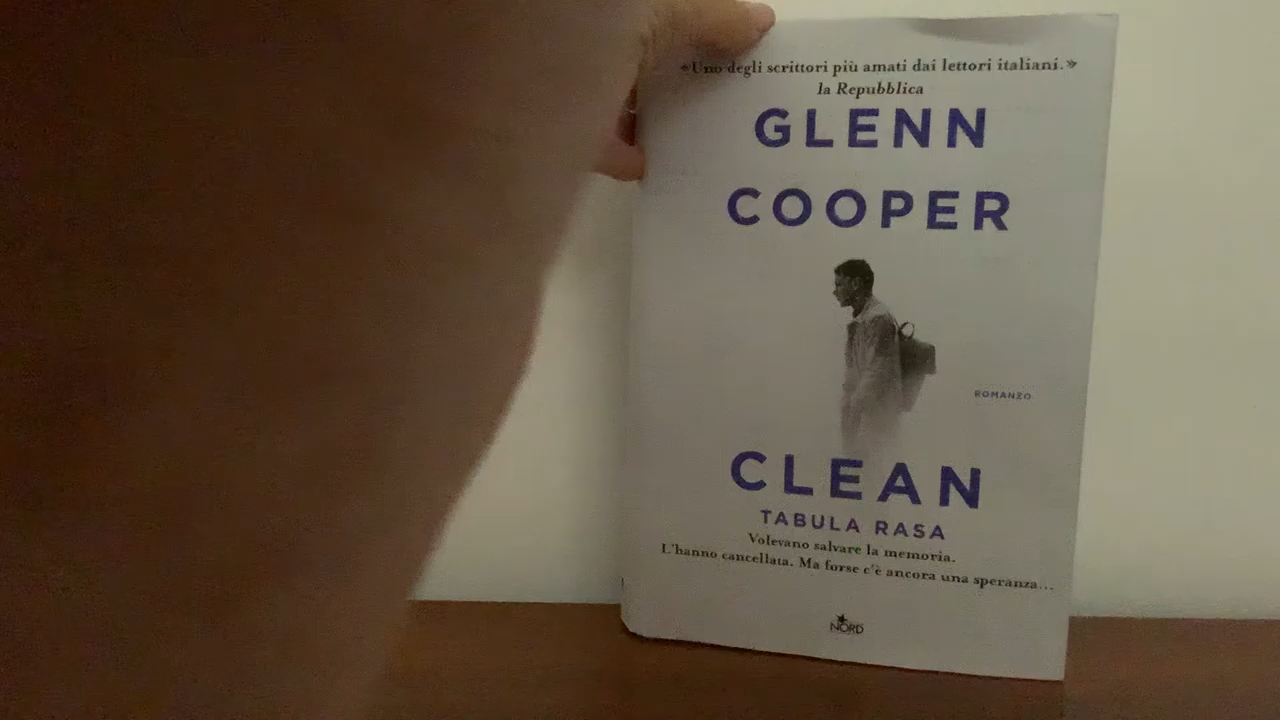 «Uno degli scrittori più amati dai lettori italiani.»
la Repubblica
GLENN
COOPER
ROMANZO
CLEAN
TABULA RASA
Volevano salvare la memoria.
L'hanno cancellata. Ma forse c'è ancora una speranza...
NORD